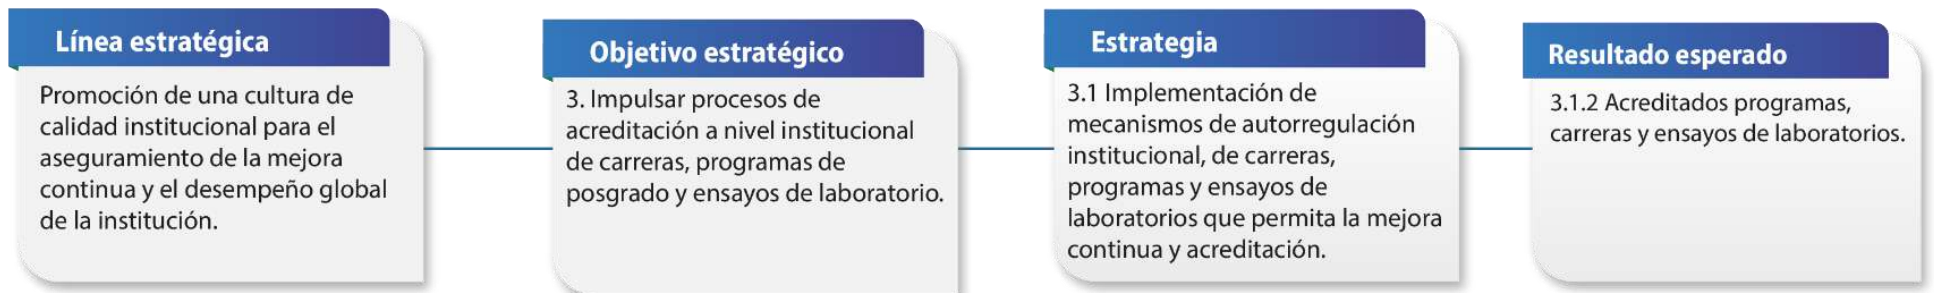 Línea estratégica
Promoción de una cultura de
calidad institucional para el
aseguramiento de la mejora
continua y el desempeño global
de la institución.
Objetivo estratégico
3. Impulsar procesos de
acreditación a nivel institucional
de carreras, programas de
posgrado y ensayos de laboratorio.
Estrategia
3.1 Implementación de
mecanismos de autorregulación
institucional, de carreras,
programas y ensayos de
laboratorios que permita la mejora
continua y acreditación.
Resultado esperado
3.1.2 Acreditados programas,
carreras y ensayos de laboratorios.